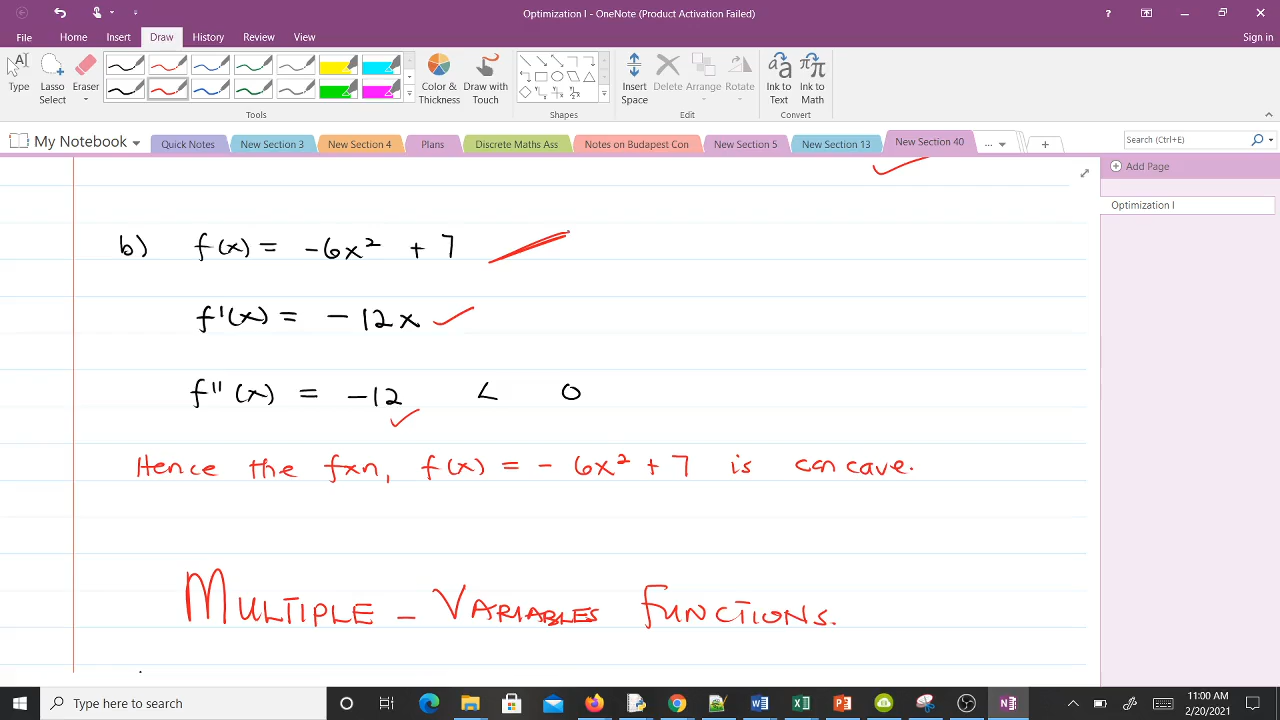 Optimization I - OneNote (Product Activation Failed)
File Home Insert Draw History Review View Sign in
Type Lasso Select Eraser Color & Thickness Draw with Touch Insert Space Delete Arrange Rotate Ink to Text Ink to Math
Tools Shapes Edit Convert
My Notebook Quick Notes New Section 3 New Section 4 Plans Discrete Maths Ass Notes on Budapest Con New Section 5 New Section 13 New Section 40 ... Search (Ctrl+E)
Add Page
Optimization I
b) f(x) = -6x² + 7
f'(x) = -12x
f"(x) = -12 < 0
Hence the fxn, f(x) = -6x² + 7 is concave.
MULTIPLE - VARIABLES FUNCTIONS.
Type here to search
11:00 AM
2/20/2021